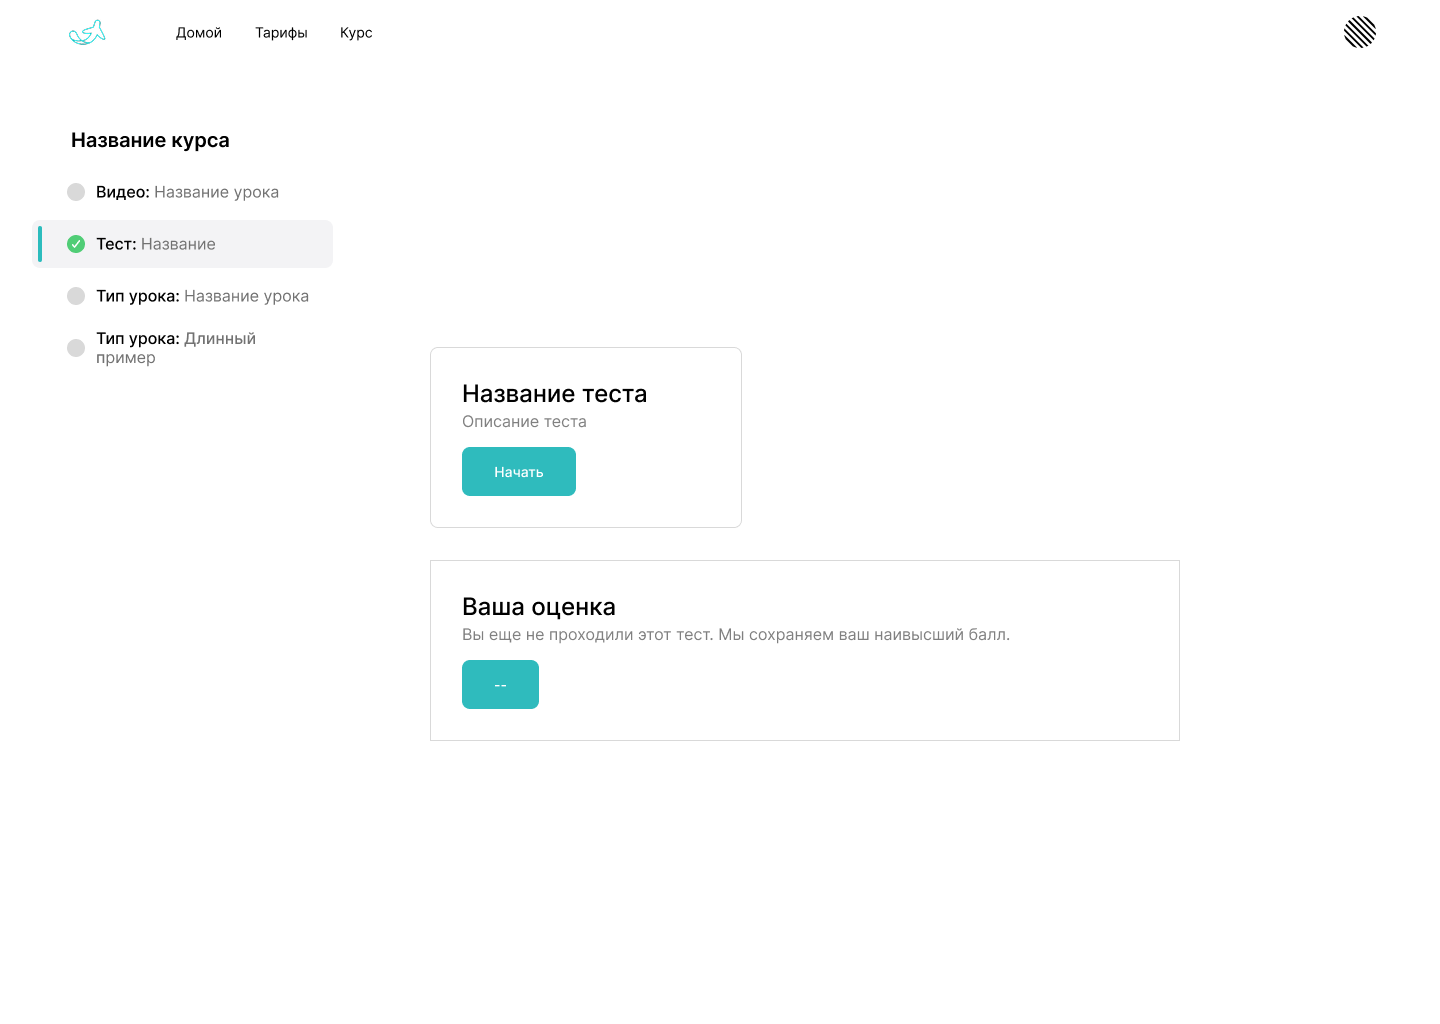 Домой
Тарифы
Курс
Название курса
Видео: Название урока
Тест: Название
Тип урока: Название урока
Тип урока: Длинный
пример
Название теста
Описание теста
Начать
Ваша оценка
Вы еще не проходили этот тест. Мы сохраняем ваш наивысший балл.
--